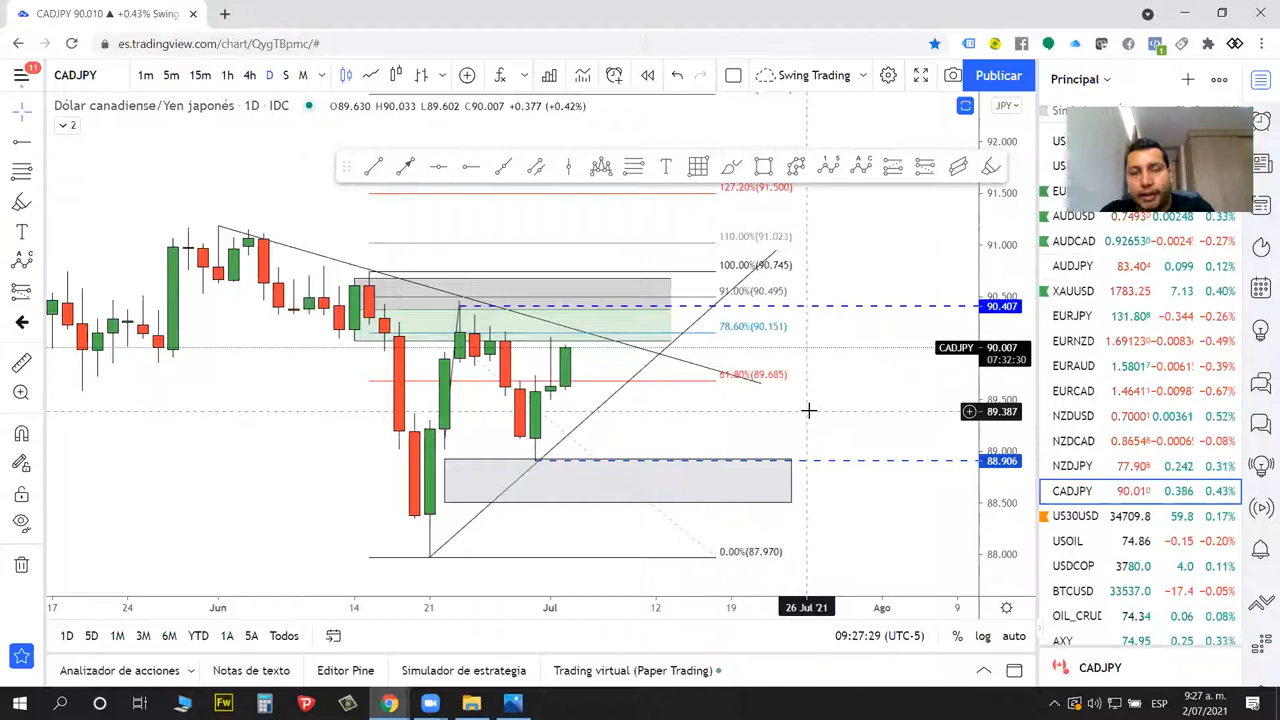 CADJPY 90.010 ▲ +0.43% Swing
es.tradingview.com/chart/QygTBpmc/#
11
CADJPY 1m 5m 15m 1h 4h D S M Swing Trading Publicar
Principal
Dólar canadiense/Yen japonés · 1D · IDC O89.630 H90.033 L89.602 C90.007 +0.377 (+0.42%)
JPY
2
92.000
127.20%(91.500) 91.500
110.00%(91.023) 91.000
100.00%(90.745)
91.00%(90.495)
90.407
78.60%(90.151)
CADJPY 90.007
07:32:30
61.80%(89.685)
89.500
89.387
89.000
88.906
88.500
0.00%(87.970) 88.000
17 24 Jun 14 21 Jul 12 19 26 Jul '21 Ago 9
1D 5D 1M 3M 6M YTD 1A 5A Todos
09:27:29 (UTC-5) % log auto
Analizador de acciones Notas de texto Editor Pine Simulador de estrategia Trading virtual (Paper Trading)
AUDUSD 0.7493 0.00248 0.33%
AUDCAD 0.92653 −0.0024 −0.27%
AUDJPY 83.404 0.099 0.12%
XAUUSD 1783.25 7.13 0.40%
EURJPY 131.80 −0.344 −0.26%
EURNZD 1.69123 −0.0083 −0.49%
EURAUD 1.5801 −0.0061 −0.39%
EURCAD 1.4641 −0.0098 −0.67%
NZDUSD 0.7000 0.00361 0.52%
NZDCAD 0.8654 −0.0006 −0.08%
NZDJPY 77.908 0.242 0.31%
CADJPY 90.010 0.386 0.43%
US30USD 34709.8 59.8 0.17%
USOIL 74.86 −0.15 −0.20%
USDCOP 3780.0 4.0 0.11%
BTCUSD 33537.0 −17.4 −0.05%
OIL_CRUD 74.34 0.06 0.08%
AXY 74.95 0.25 0.33%
CADJPY
ESP
9:27 a. m.
2/07/2021